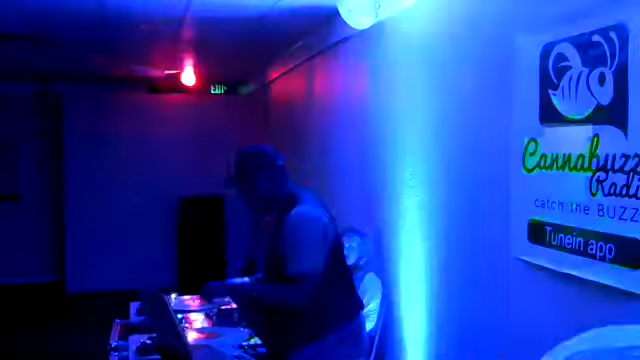 EXIT
Cannabuzz
Radi
catch the BUZZ
Tunein app